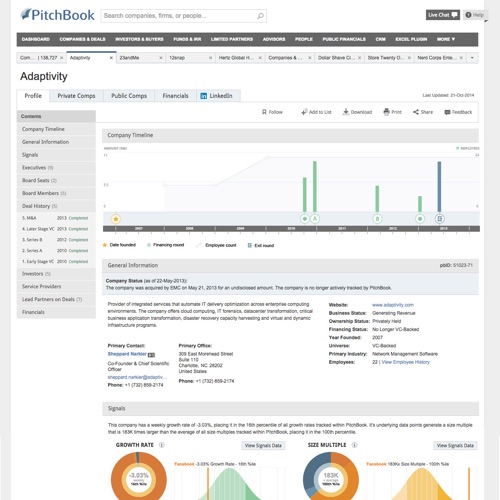 PitchBook
Search companies, firms, or people...
Live Chat
Help
DASHBOARD COMPANIES & DEALS INVESTORS & BUYERS FUNDS & IRR LIMITED PARTNERS ADVISORS PEOPLE PUBLIC FINANCIALS CRM EXCEL PLUGIN MORE
Com... | 138,727 Adaptivity 23andMe 12snap Hertz Global H... Companies & ... Dollar Shave Cl... Store Twenty O... Nerd Corps Ente...
Adaptivity
Profile Private Comps Public Comps Financials LinkedIn
Last Updated: 21-Oct-2014
Contents
Follow Add to List Download Print Share Feedback
Company Timeline
General Information
Signals
Executives (9)
Board Seats (2)
Board Members (5)
Deal History (5)
5. M&A 2013 Completed
4. Later Stage VC 2013 Completed
3. Series B 2012 Completed
2. Series A 2010 Completed
1. Early Stage VC 2010 Completed
Investors (5)
Service Providers
Lead Partners on Deals (7)
Financials
Company Timeline
AMOUNT ($M)
EMPLOYEES
2007 2008 2009 2010 2011 2012 2013
Date founded Financing round Employee count Exit round
General Information
pbID: 51023-71
Company Status (as of 22-May-2013):
The company was acquired by EMC on May 21, 2013 for an undisclosed amount. The company is no longer actively tracked by PitchBook.
Provider of integrated services that automate IT delivery optimization across enterprise computing
environments. The company offers cloud computing, IT forensics, datacenter transformation, critical
business application transformation, disaster recovery capacity harvesting and virtual and dynamic
infrastructure programs.
Website: www.adaptivity.com
Business Status: Generating Revenue
Ownership Status: Privately Held
Financing Status: No Longer VC-Backed
Year Founded: 2007
Universe: VC-Backed
Primary Industry: Network Management Software
Employees: 22 | View Employee History
Primary Contact:
Sheppard Narkier
Co-Founder & Chief Scientific
Officer
sheppard.narkier@adaptiv...
Phone: +1 (732) 859-2174
Primary Office:
309 East Morehead Street
Suite 110
Charlotte, NC 28202
United States
Phone: +1 (732) 859-2174
Signals
This company has a weekly growth rate of -3.03%, placing it in the 16th percentile of all growth rates tracked within PitchBook. It's underlying data points generate a size multiple
that is 183K times larger than the average of all size multiples tracked within PitchBook, placing it in the 100th percentile.
GROWTH RATE
View Signals Data
SIZE MULTIPLE
View Signals Data
-3.03%
Weekly
16th %ile
Facebook -3.03% Growth Rate - 16th %ile
183K
100th %ile
Facebook 183Kx Size Multiple - 100th %ile